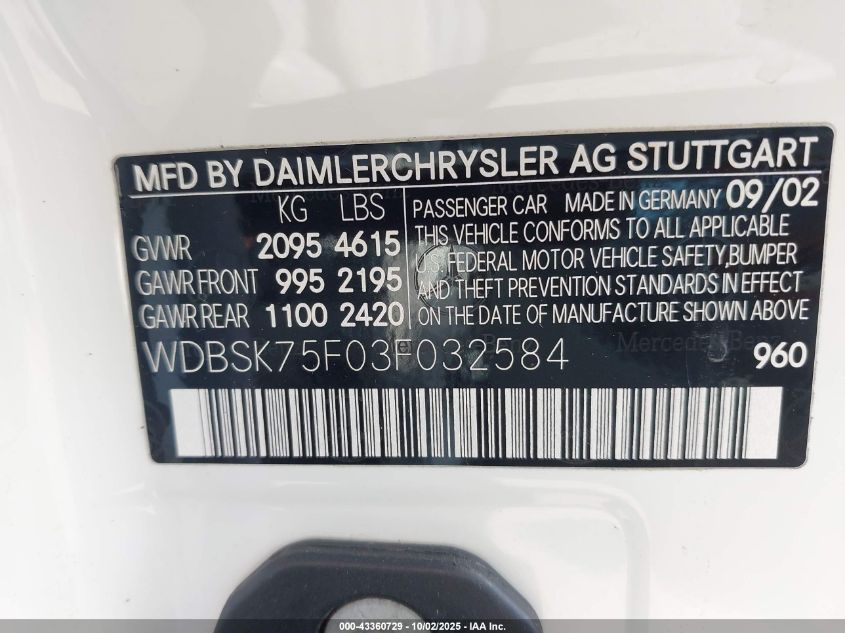 MFD BY DAIMLERCHRYSLER AG STUTTGART
KG LBS
GVWR 2095 4615
GAWR FRONT 995 2195
GAWR REAR 1100 2420
PASSENGER CAR MADE IN GERMANY 09/02
THIS VEHICLE CONFORMS TO ALL APPLICABLE
U.S. FEDERAL MOTOR VEHICLE SAFETY,BUMPER
AND THEFT PREVENTION STANDARDS IN EFFECT
ON THE DATE OF MANUFACTURE SHOWN ABOVE
WDBSK75F03F032584
960
000-43360729 - 10/02/2025 - IAA Inc.